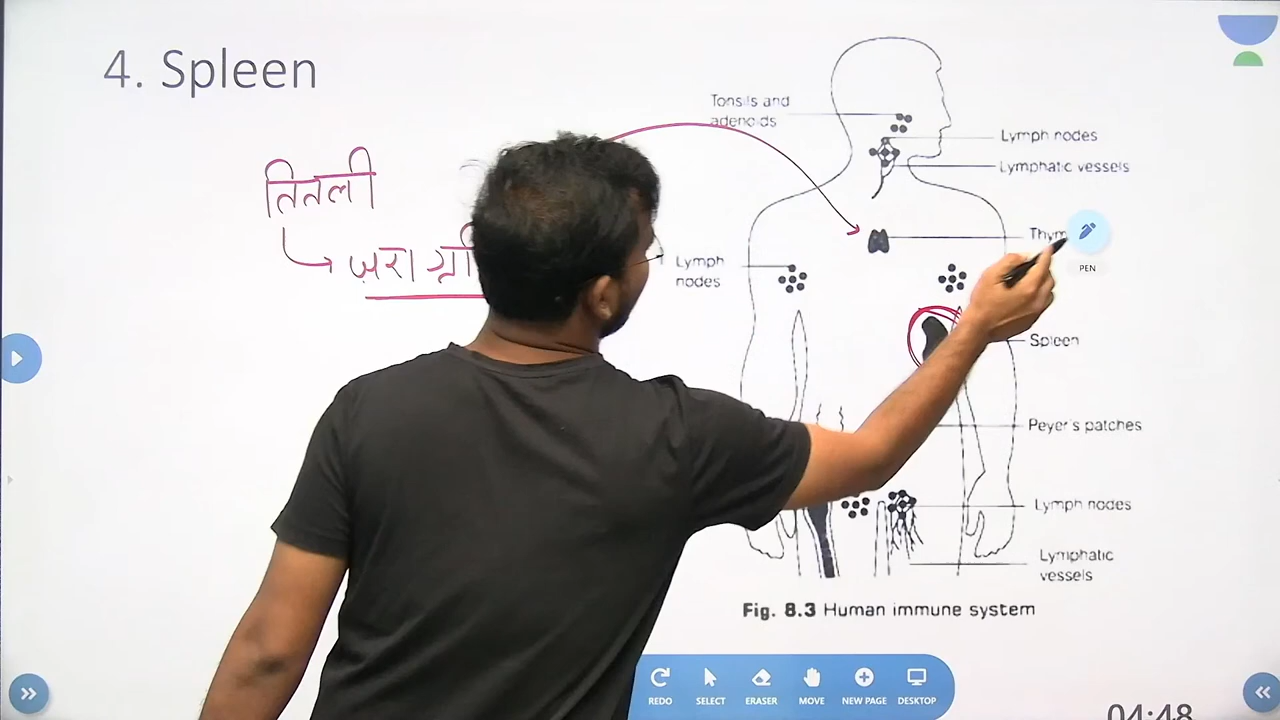 4. Spleen
तितली
जरा
Tonsils and
adenoids
Lymph nodes
Lymphatic vessels
PEN
Lymph
nodes
Spleen
Peyer's patches
Lymph nodes
Lymphatic
vessels
Fig. 8.3 Human immune system
REDO
SELECT
ERASER
MOVE
NEW PAGE
DESKTOP
04:48